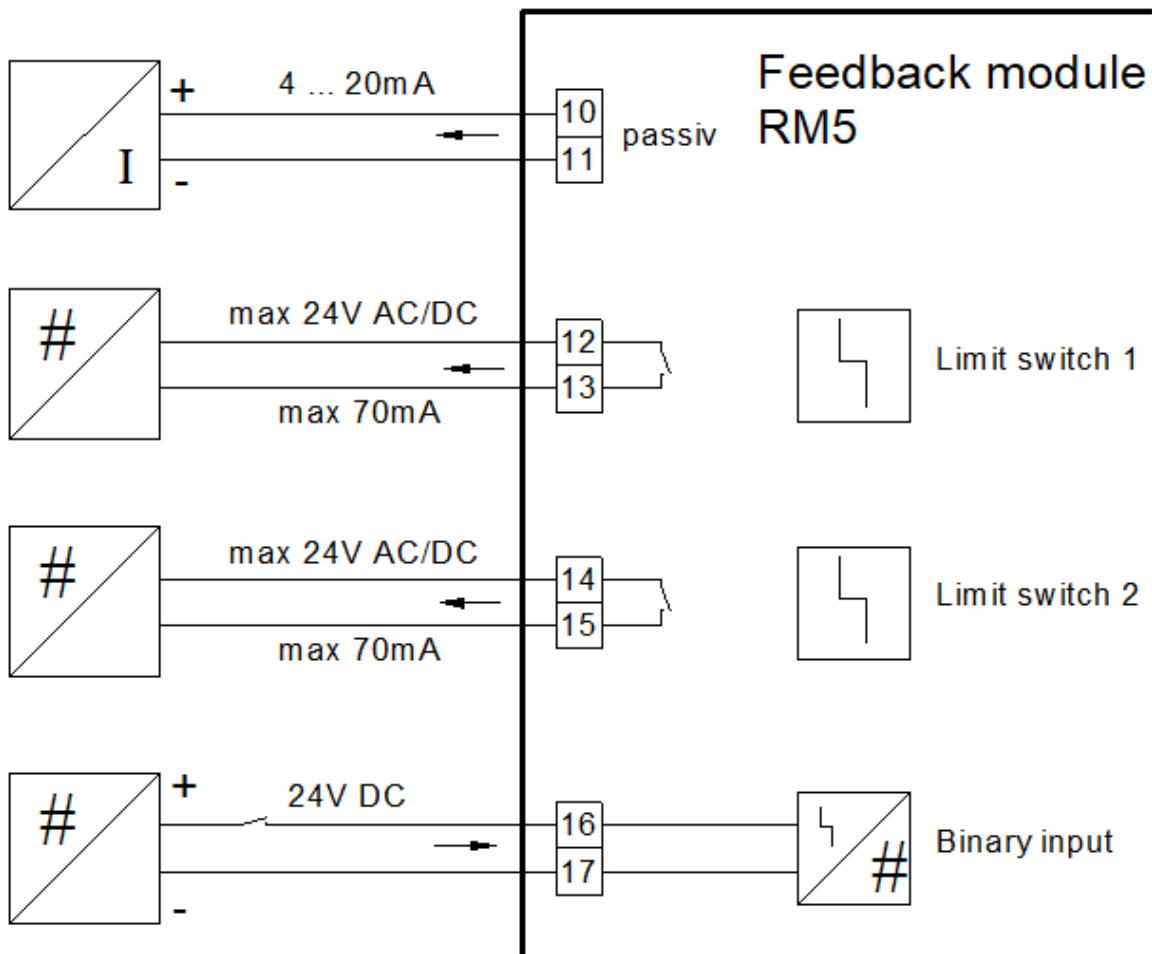 Feedback module
RM5
+
4 ... 20mA
10
11
passiv
I
-
#
max 24V AC/DC
12
13
max 70mA
Limit switch 1
#
max 24V AC/DC
14
15
max 70mA
Limit switch 2
#
+
24V DC
16
17
-
#
Binary input